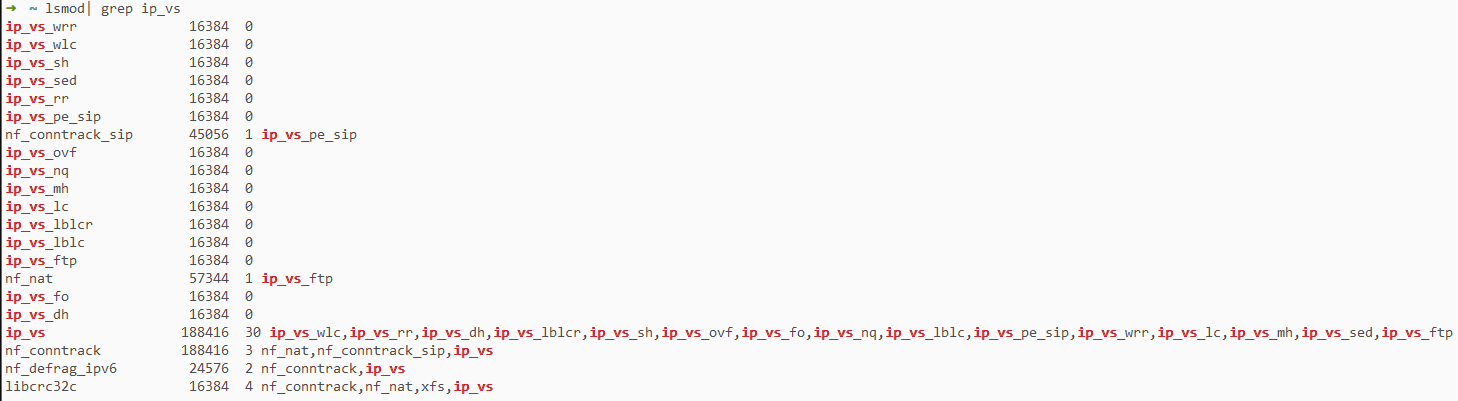 ➜ ~ lsmod| grep ip_vs
ip_vs_wrr 16384 0
ip_vs_wlc 16384 0
ip_vs_sh 16384 0
ip_vs_sed 16384 0
ip_vs_rr 16384 0
ip_vs_pe_sip 16384 0
nf_conntrack_sip 45056 1 ip_vs_pe_sip
ip_vs_ovf 16384 0
ip_vs_nq 16384 0
ip_vs_mh 16384 0
ip_vs_lc 16384 0
ip_vs_lblcr 16384 0
ip_vs_lblc 16384 0
ip_vs_ftp 16384 0
nf_nat 57344 1 ip_vs_ftp
ip_vs_fo 16384 0
ip_vs_dh 16384 0
ip_vs 188416 30 ip_vs_wlc,ip_vs_rr,ip_vs_dh,ip_vs_lblcr,ip_vs_sh,ip_vs_ovf,ip_vs_fo,ip_vs_nq,ip_vs_lblc,ip_vs_pe_sip,ip_vs_wrr,ip_vs_lc,ip_vs_mh,ip_vs_sed,ip_vs_ftp
nf_conntrack 188416 3 nf_nat,nf_conntrack_sip,ip_vs
nf_defrag_ipv6 24576 2 nf_conntrack,ip_vs
libcrc32c 16384 4 nf_conntrack,nf_nat,xfs,ip_vs